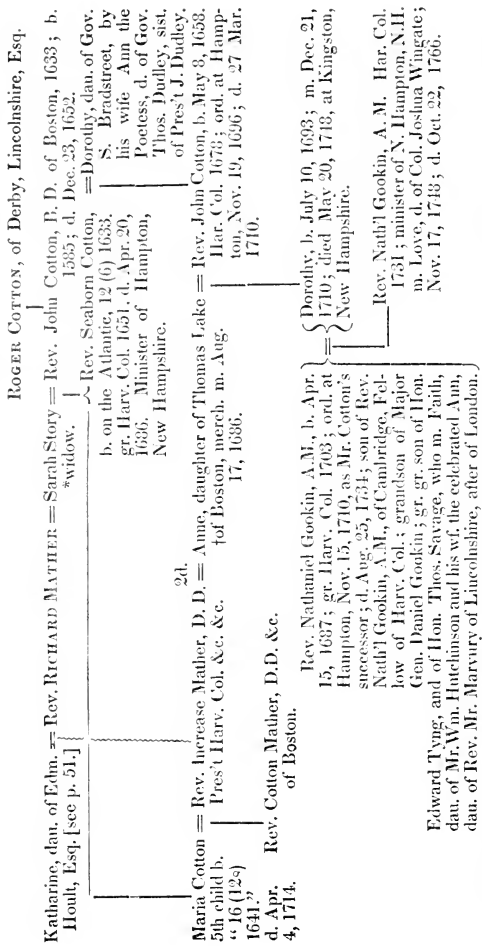 ROGER COTTON, of Derby, Lincolnshire, Esq.
Katharine, dau. of Edm. = Rev. RICHARD MATHER = Sarah Story = Rev. John Cotton, B. D. of Boston, 1633; b.
Hoult, Esq. [see p. 51.]
*widow.
1585; d. Dec. 23, 1652.
Rev. Seaborn Cotton,
b. on the Atlantic, 12 (6) 1633,
gr. Harv. Col. 1651, d. Apr. 20,
1686. Minister of Hampton,
New Hampshire.
=Dorothy, dau. of Gov.
S. Bradstreet, by
his wife Ann the
Poetess, d. of Gov.
Thos. Dudley, sist.
of Pres't J. Dudley.
Maria Cotton = Rev. Increase Mather, D. D. = Anne, daughter of Thomas Lake = Rev. John Cotton, b. May 8, 1658.
2d.
5th child b.
" 16 (12o)
1641."
d. Apr.
4, 1714.
Pres't Harv. Col. &c. &c.
†of Boston, merch. m. Aug.
17, 1686.
Har. Col. 1678; ord. at Hamp-
ton, Nov. 19, 1696; d. 27 Mar.
1710.
Rev. Cotton Mather, D.D. &c.
of Boston.
Rev. Nathaniel Gookin, A.M., b. Apr.
15, 1687; gr. Harv. Col. 1703; ord. at
Hampton, Nov. 15, 1710, as Mr. Cotton's
successor; d. Aug. 25, 1734; son of Rev.
Nath'l Gookin, A.M., of Cambridge, Fel-
low of Harv. Col.; grandson of Major
Gen. Daniel Gookin; gr. gr. son of Hon.
Edward Tyng, and of Hon. Thos. Savage, who m. Faith,
dau. of Mr. Wm. Hutchinson and his wf. the celebrated Ann,
dau. of Rev. Mr. Marvury of Lincolnshire, after of London.
=
Dorothy, b. July 10, 1693; m. Dec. 21,
1710; died May 20, 1748, at Kingston,
New Hampshire.
Rev. Nath'l Gookin, A. M. Har. Col.
1731; minister of N. Hampton, N.H.
m. Love, d. of Col. Joshua Wingate;
Nov. 17, 1748; d. Oct. 22, 1766.